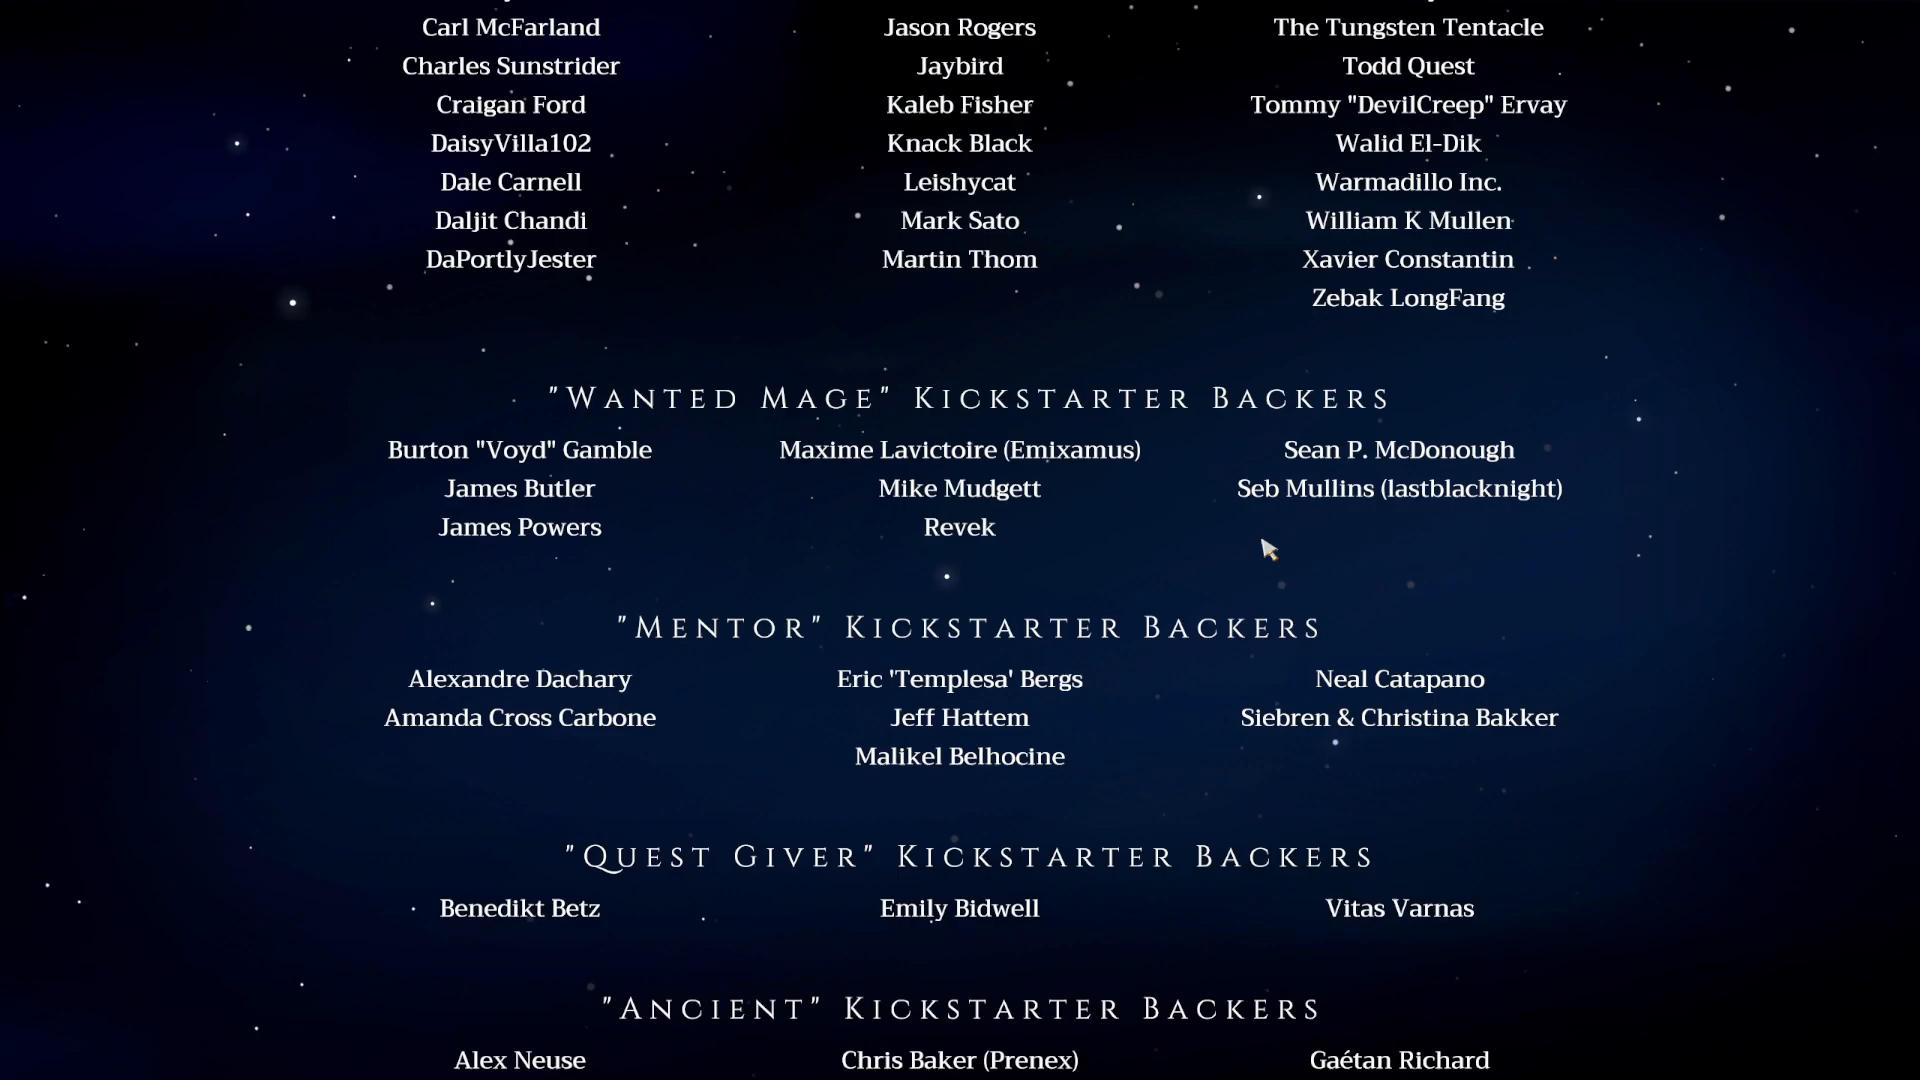 Carl McFarland Jason Rogers The Tungsten Tentacle
Charles Sunstrider Jaybird Todd Quest
Craigan Ford Kaleb Fisher Tommy "DevilCreep" Ervay
DaisyVilla102 Knack Black Walid El-Dik
Dale Carnell Leishycat Warmadillo Inc.
Daljit Chandi Mark Sato William K Mullen
DaPortlyJester Martin Thom Xavier Constantin
Zebak LongFang
"Wanted Mage" Kickstarter Backers
Burton "Voyd" Gamble Maxime Lavictoire (Emixamus) Sean P. McDonough
James Butler Mike Mudgett Seb Mullins (lastblacknight)
James Powers Revek
"Mentor" Kickstarter Backers
Alexandre Dachary Eric 'Templesa' Bergs Neal Catapano
Amanda Cross Carbone Jeff Hattem Siebren & Christina Bakker
Malikel Belhocine
"Quest Giver" Kickstarter Backers
Benedikt Betz Emily Bidwell Vitas Varnas
"Ancient" Kickstarter Backers
Alex Neuse Chris Baker (Prenex) Gaétan Richard